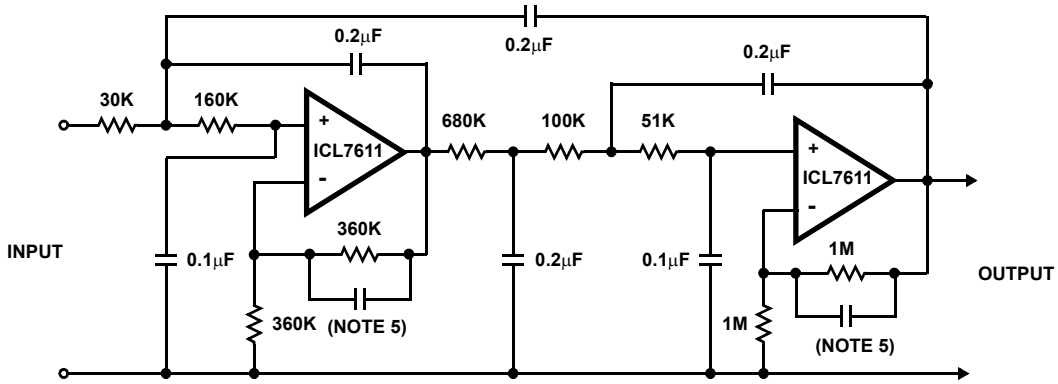 0.2μF
0.2μF
0.2μF
30K
160K
+
ICL7611
-
680K
100K
51K
+
ICL7611
-
INPUT
0.1μF
360K
(NOTE 5)
360K
0.2μF
0.1μF
1M
(NOTE 5)
1M
OUTPUT